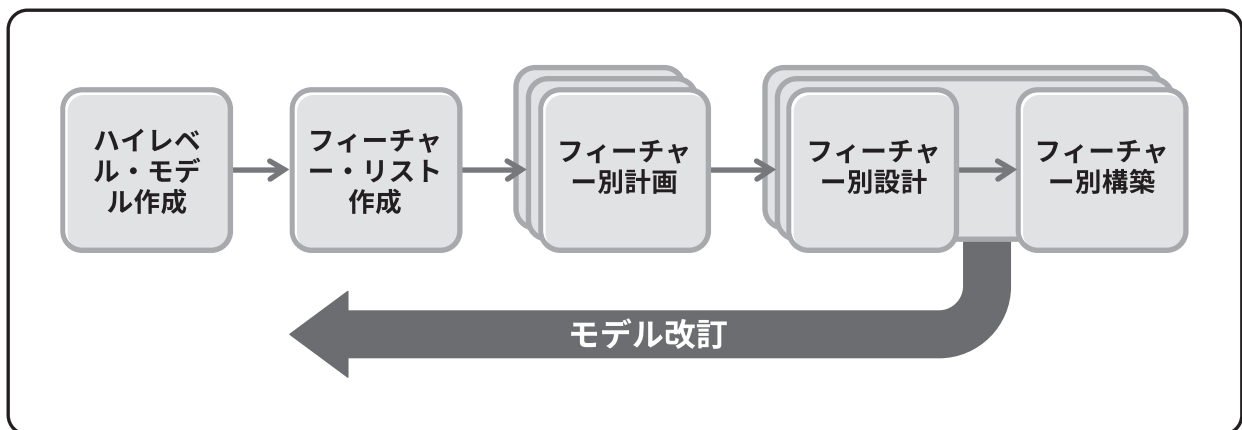 ハイレベ
ル・モデ
ル作成
フィーチャ
ー・リスト
作成
フィーチャ
ー別計画
フィーチャ
ー別設計
フィーチャ
ー別構築
モデル改訂